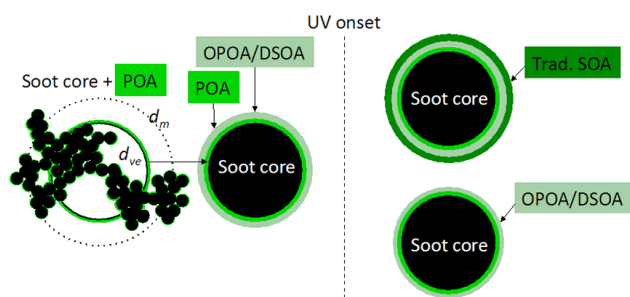 UV onset
OPOA/DSOA
Soot core + POA
POA
d_m
d_ve
Soot core
Trad. SOA
Soot core
OPOA/DSOA
Soot core